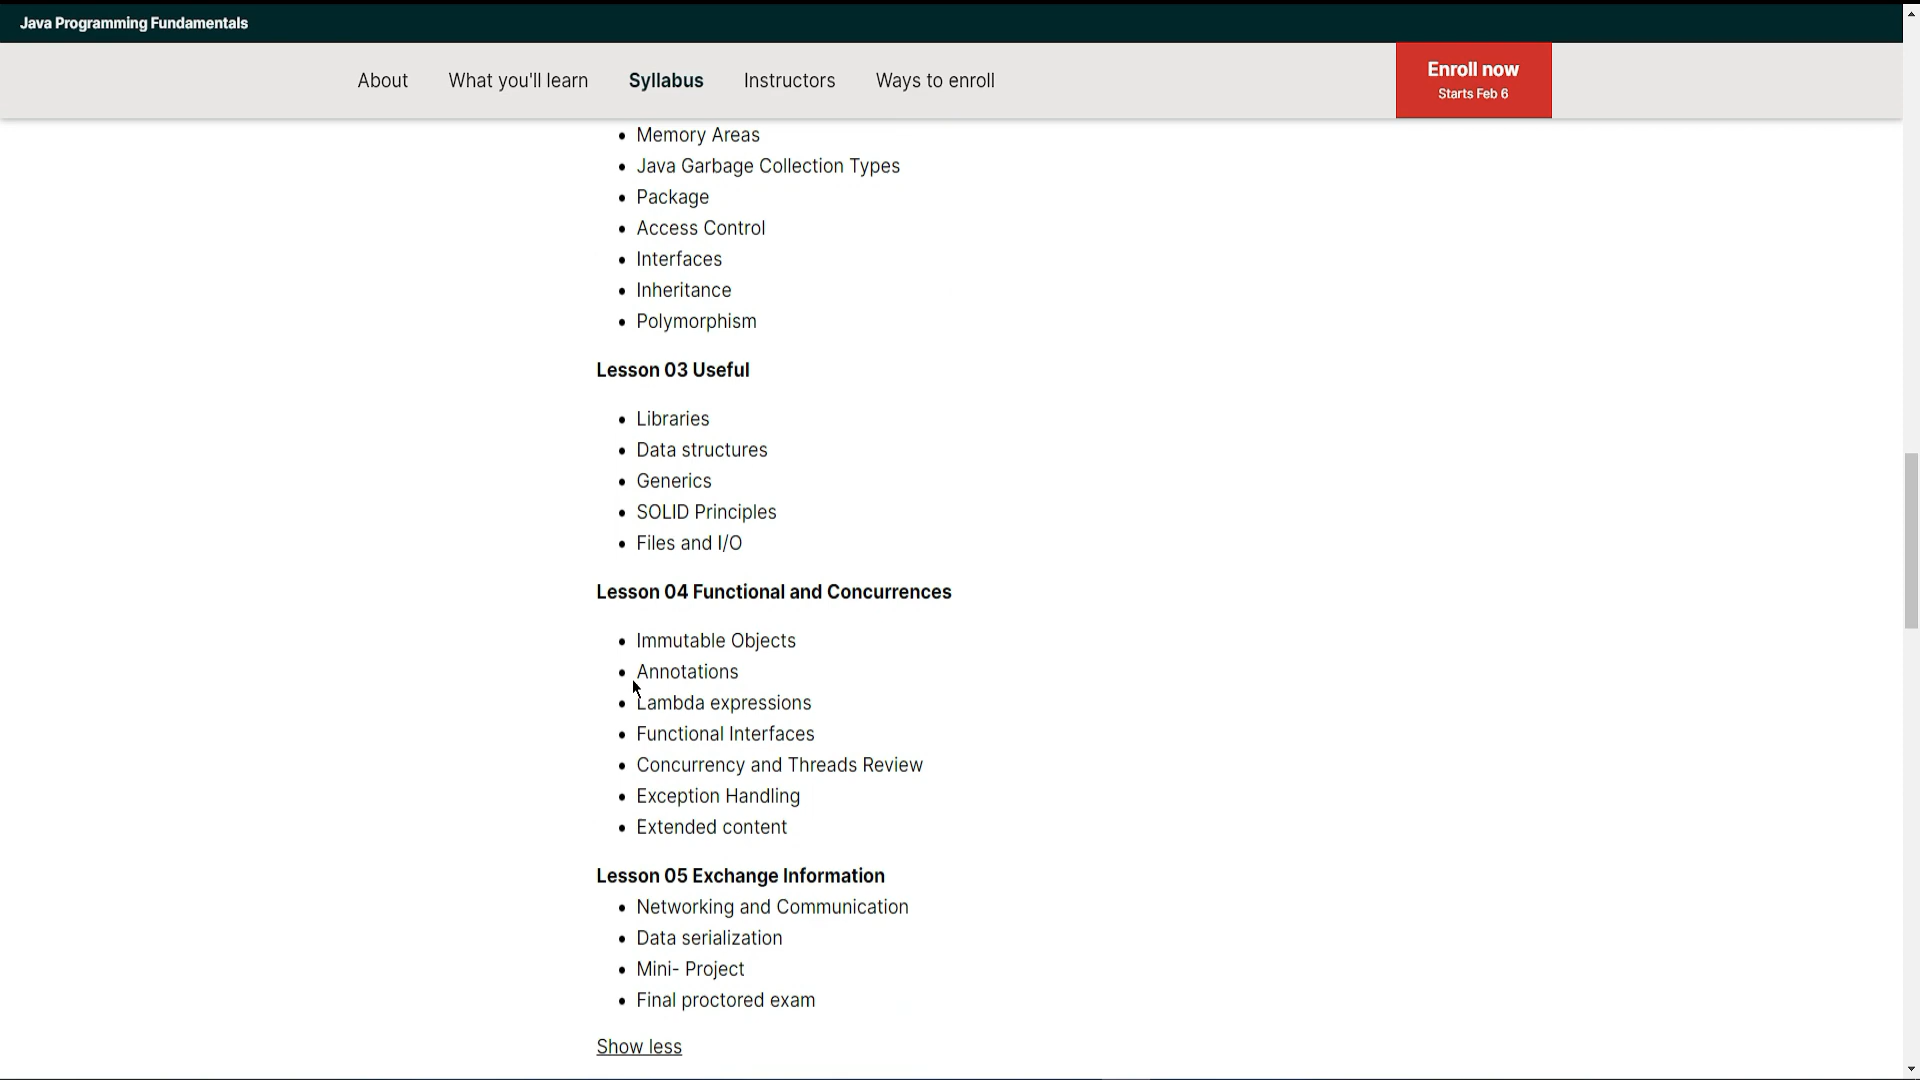 Java Programming Fundamentals
About What you'll learn Syllabus Instructors Ways to enroll
Enroll now
Starts Feb 6
Memory Areas
Java Garbage Collection Types
Package
Access Control
Interfaces
Inheritance
Polymorphism
Lesson 03 Useful
Libraries
Data structures
Generics
SOLID Principles
Files and I/O
Lesson 04 Functional and Concurrences
Immutable Objects
Annotations
Lambda expressions
Functional Interfaces
Concurrency and Threads Review
Exception Handling
Extended content
Lesson 05 Exchange Information
Networking and Communication
Data serialization
Mini- Project
Final proctored exam
Show less